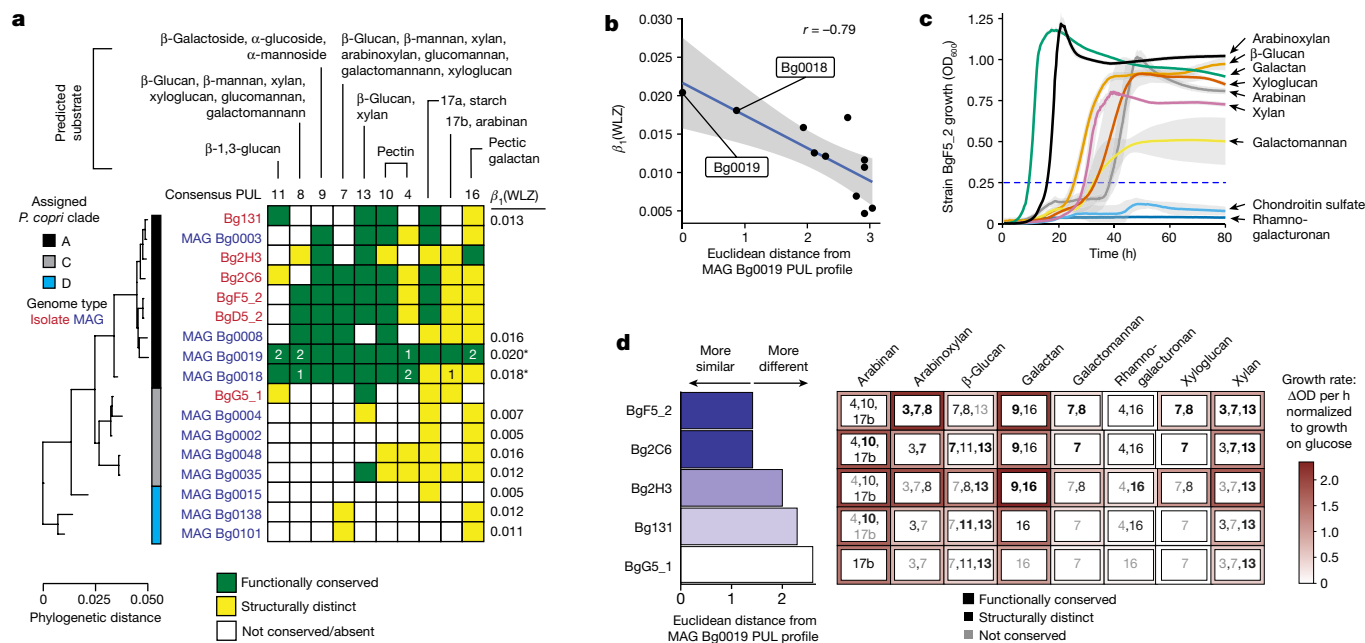 a
Predicted
substrate
β-Galactoside, α-glucoside,
α-mannoside
β-Glucan, β-mannan, xylan,
arabinoxylan, glucomannan,
galactomannann, xyloglucan
β-Glucan, β-mannan, xylan,
xyloglucan, glucomannan,
galactomannann
β-Glucan,
xylan
17a, starch
17b, arabinan
β-1,3-glucan
Pectin
Pectic
galactan
Consensus PUL
11 8 9 7 13 10 4 16
β1(WLZ)
Assigned
P. copri clade
A
C
D
Genome type
Isolate MAG
Bg131 0.013
MAG Bg0003
Bg2H3
Bg2C6
BgF5_2
BgD5_2
MAG Bg0008 0.016
MAG Bg0019 2 2 1 2 0.020*
MAG Bg0018 1 2 1 0.018*
BgG5_1
MAG Bg0004 0.007
MAG Bg0002 0.005
MAG Bg0048 0.016
MAG Bg0035 0.012
MAG Bg0015 0.005
MAG Bg0138 0.012
MAG Bg0101 0.011
0 0.025 0.050
Phylogenetic distance
Functionally conserved
Structurally distinct
Not conserved/absent
b
r = −0.79
0.030
0.025
0.020
0.015
0.010
0.005
β1(WLZ)
Bg0018
Bg0019
0 1 2 3
Euclidean distance from
MAG Bg0019 PUL profile
c
Strain BgF5_2 growth (OD600)
1.25
1.00
0.75
0.50
0.25
0
0 20 40 60 80
Time (h)
Arabinoxylan
β-Glucan
Galactan
Xyloglucan
Arabinan
Xylan
Galactomannan
Chondroitin sulfate
Rhamno-
galacturonan
d
More
similar
More
different
BgF5_2
Bg2C6
Bg2H3
Bg131
BgG5_1
0 1 2
Euclidean distance from
MAG Bg0019 PUL profile
Arabinan
Arabinoxylan
β-Glucan
Galactan
Galactomannan
Rhamno-
galacturonan
Xyloglucan
Xylan
4,10,
17b
3,7,8
7,8,13
9,16
7,8
4,16
7,8
3,7,13
4,10,
17b
3,7
7,11,13
9,16
7
4,16
7
3,7,13
4,10,
17b
3,7,8
7,8,13
9,16
7,8
4,16
7,8
3,7,13
4,10,
17b
3,7
7,11,13
16
7
4,16
7
3,7,13
17b
3,7
7,11,13
16
7
16
7
3,7,13
Functionally conserved
Structurally distinct
Not conserved
Growth rate:
ΔOD per h
normalized
to growth
on glucose
2.0
1.5
1.0
0.5
0